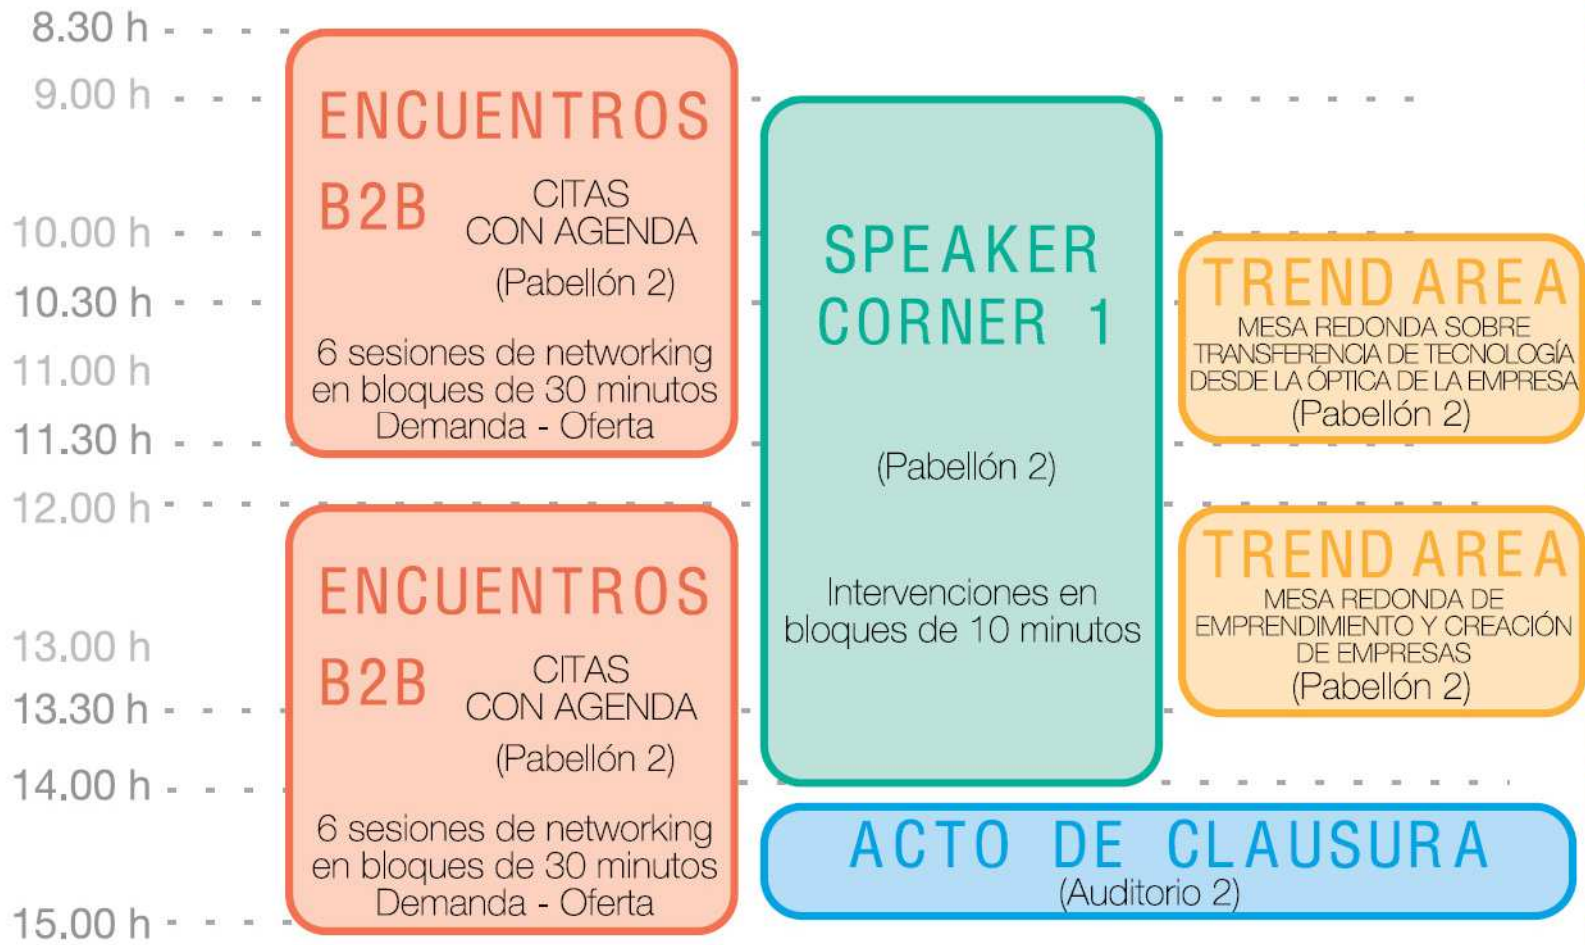 8.30 h
9.00 h
10.00 h
10.30 h
11.00 h
11.30 h
12.00 h
13.00 h
13.30 h
14.00 h
15.00 h
ENCUENTROS
B2B
CITAS
CON AGENDA
(Pabellón 2)
6 sesiones de networking
en bloques de 30 minutos
Demanda - Oferta
ENCUENTROS
B2B
CITAS
CON AGENDA
(Pabellón 2)
6 sesiones de networking
en bloques de 30 minutos
Demanda - Oferta
SPEAKER
CORNER 1
(Pabellón 2)
Intervenciones en
bloques de 10 minutos
TREND AREA
MESA REDONDA SOBRE
TRANSFERENCIA DE TECNOLOGÍA
DESDE LA ÓPTICA DE LA EMPRESA
(Pabellón 2)
TREND AREA
MESA REDONDA DE
EMPRENDIMIENTO Y CREACIÓN
DE EMPRESAS
(Pabellón 2)
ACTO DE CLAUSURA
(Auditorio 2)